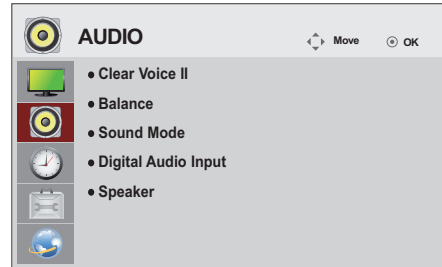 AUDIO
Move OK
• Clear Voice II
• Balance
• Sound Mode
• Digital Audio Input
• Speaker